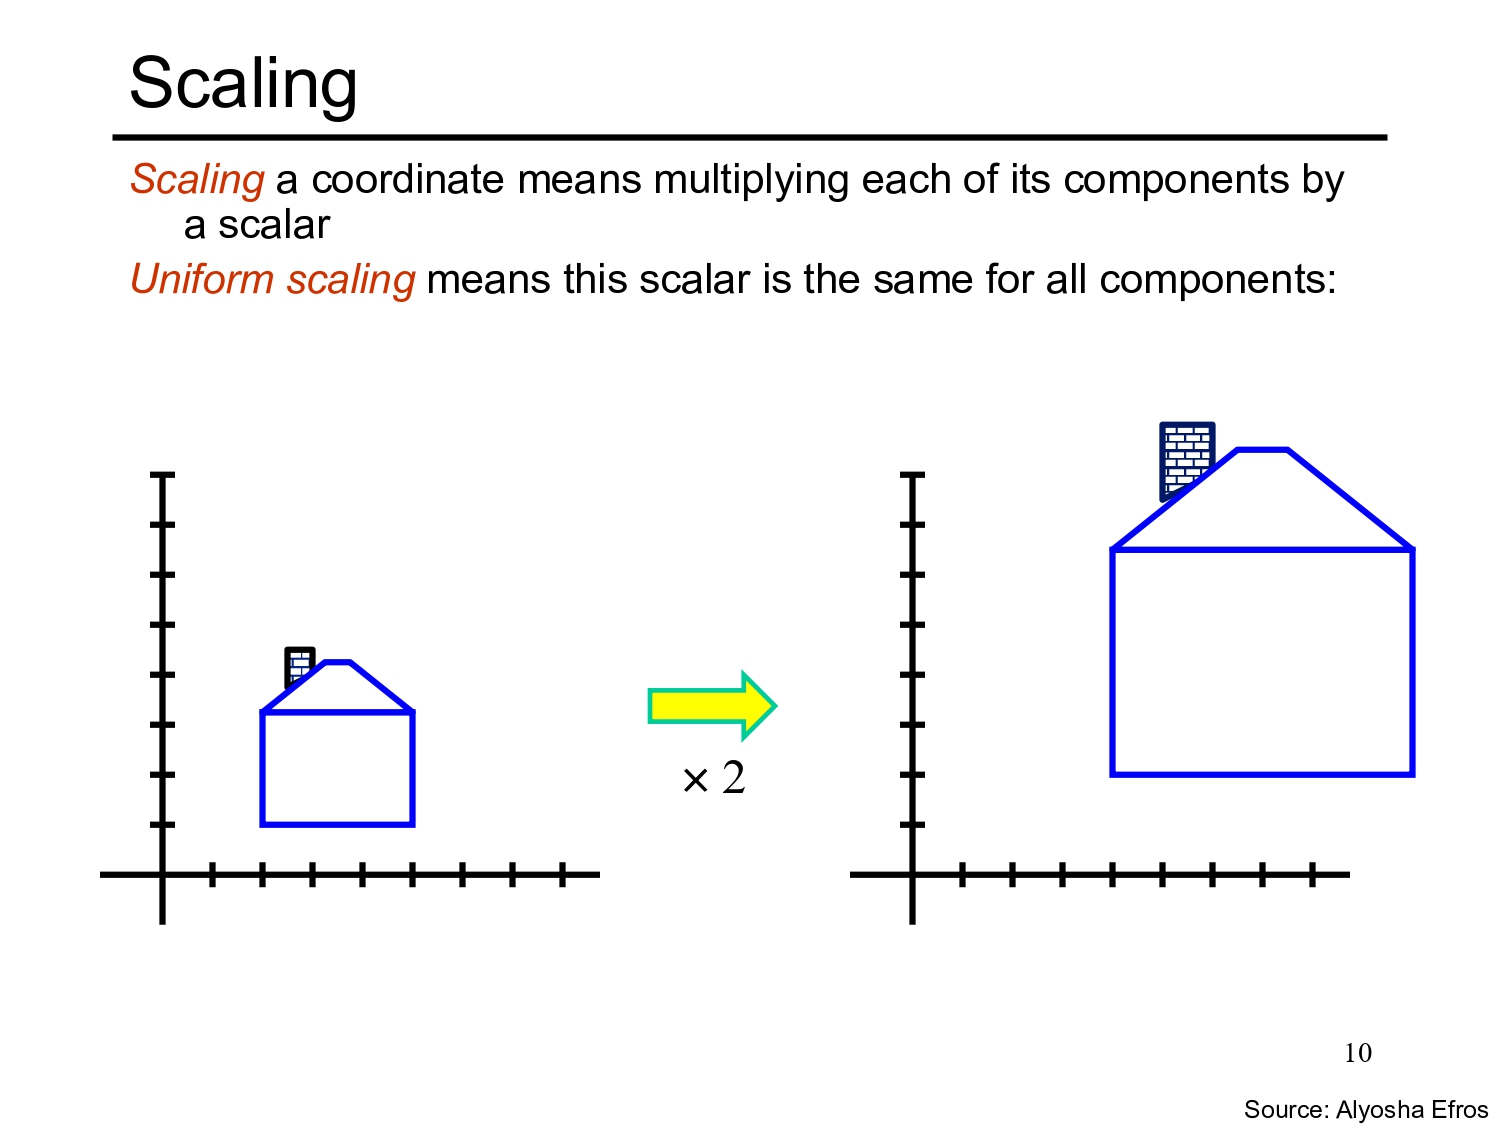 Scaling
Scaling a coordinate means multiplying each of its components by
a scalar
Uniform scaling means this scalar is the same for all components:
× 2
10
Source: Alyosha Efros